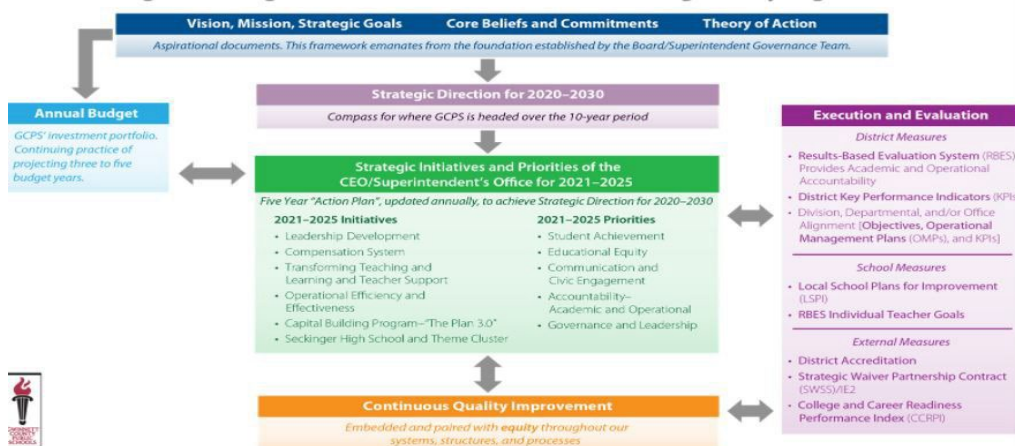 Vision, Mission, Strategic Goals Core Beliefs and Commitments Theory of Action
Aspirational documents. This framework emanates from the foundation established by the Board/Superintendent Governance Team.
Annual Budget
GCPS' investment portfolio.
Continuing practice of
projecting three to five
budget years.
Strategic Direction for 2020–2030
Compass for where GCPS is headed over the 10-year period
Strategic Initiatives and Priorities of the
CEO/Superintendent's Office for 2021–2025
Five Year "Action Plan", updated annually, to achieve Strategic Direction for 2020–2030
2021–2025 Initiatives
• Leadership Development
• Compensation System
• Transforming Teaching and
Learning and Teacher Support
• Operational Efficiency and
Effectiveness
• Capital Building Program–"The Plan 3.0"
• Seckinger High School and Theme Cluster
2021–2025 Priorities
• Student Achievement
• Educational Equity
• Communication and
Civic Engagement
• Accountability–
Academic and Operational
• Governance and Leadership
Continuous Quality Improvement
Embedded and paired with equity throughout our
systems, structures, and processes
Execution and Evaluation
District Measures
• Results-Based Evaluation System (RBES)
Provides Academic and Operational
Accountability
• District Key Performance Indicators (KPIs
• Division, Departmental, and/or Office
Alignment [Objectives, Operational
Management Plans (OMPs), and KPIs]
School Measures
• Local School Plans for Improvement
(LSPI)
• RBES Individual Teacher Goals
External Measures
• District Accreditation
• Strategic Waiver Partnership Contract
(SWSS)/IE2
• College and Career Readiness
Performance Index (CCRPI)
GWINNETT
COUNTY
PUBLIC
SCHOOLS